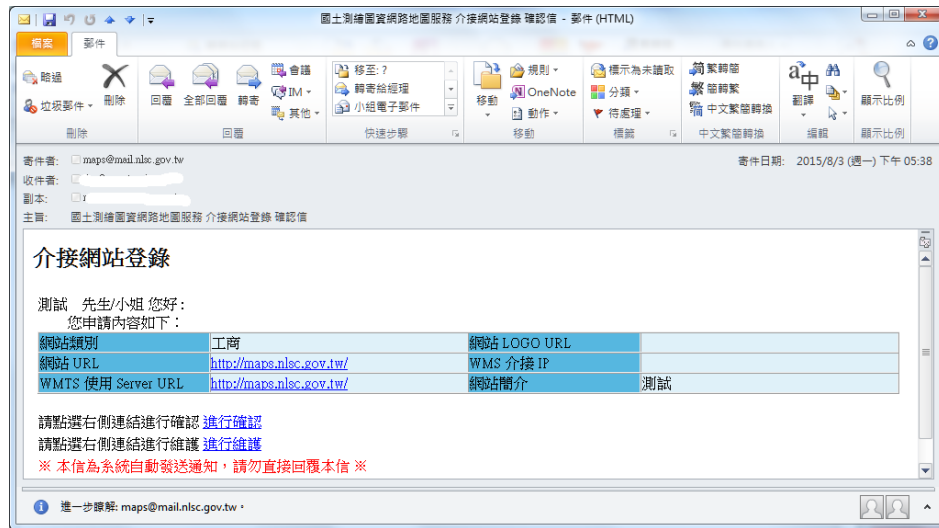 國土測繪圖資網路地圖服務 介接網站登錄 確認信 - 郵件 (HTML)
檔案 郵件
略過
垃圾郵件
刪除
回覆 全部回覆 轉寄
會議
IM
其他
移至: ?
轉寄給經理
小組電子郵件
移動
規則
OneNote
動作
標示為未讀取
分類
待處理
繁轉簡
簡轉繁
中文繁簡轉換
翻譯
顯示比例
刪除 回覆 快速步驟 移動 標籤 中文繁簡轉換 編輯 顯示比例
寄件者: maps@mail.nlsc.gov.tw 寄件日期: 2015/8/3 (週一) 下午 05:38
收件者:
副本:
主旨: 國土測繪圖資網路地圖服務 介接網站登錄 確認信
介接網站登錄
測試 先生/小姐 您好:
您申請內容如下:
網站類別 工商 網站 LOGO URL
網站 URL http://maps.nlsc.gov.tw/ WMS 介接 IP
WMTS 使用 Server URL http://maps.nlsc.gov.tw/ 網站簡介 測試
請點選右側連結進行確認 進行確認
請點選右側連結進行維護 進行維護
※ 本信為系統自動發送通知,請勿直接回覆本信 ※
進一步瞭解: maps@mail.nlsc.gov.tw。